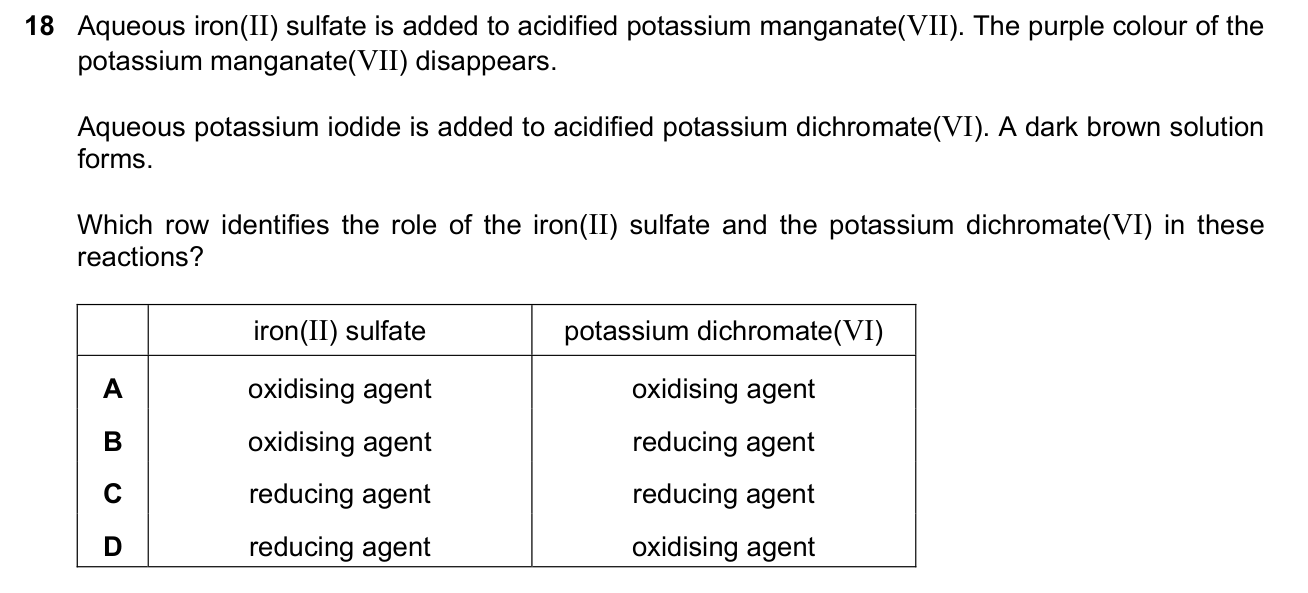 18 Aqueous iron(II) sulfate is added to acidified potassium manganate(VII). The purple colour of the
potassium manganate(VII) disappears.
Aqueous potassium iodide is added to acidified potassium dichromate(VI). A dark brown solution
forms.
Which row identifies the role of the iron(II) sulfate and the potassium dichromate(VI) in these
reactions?
iron(II) sulfate potassium dichromate(VI)
A oxidising agent oxidising agent
B oxidising agent reducing agent
C reducing agent reducing agent
D reducing agent oxidising agent